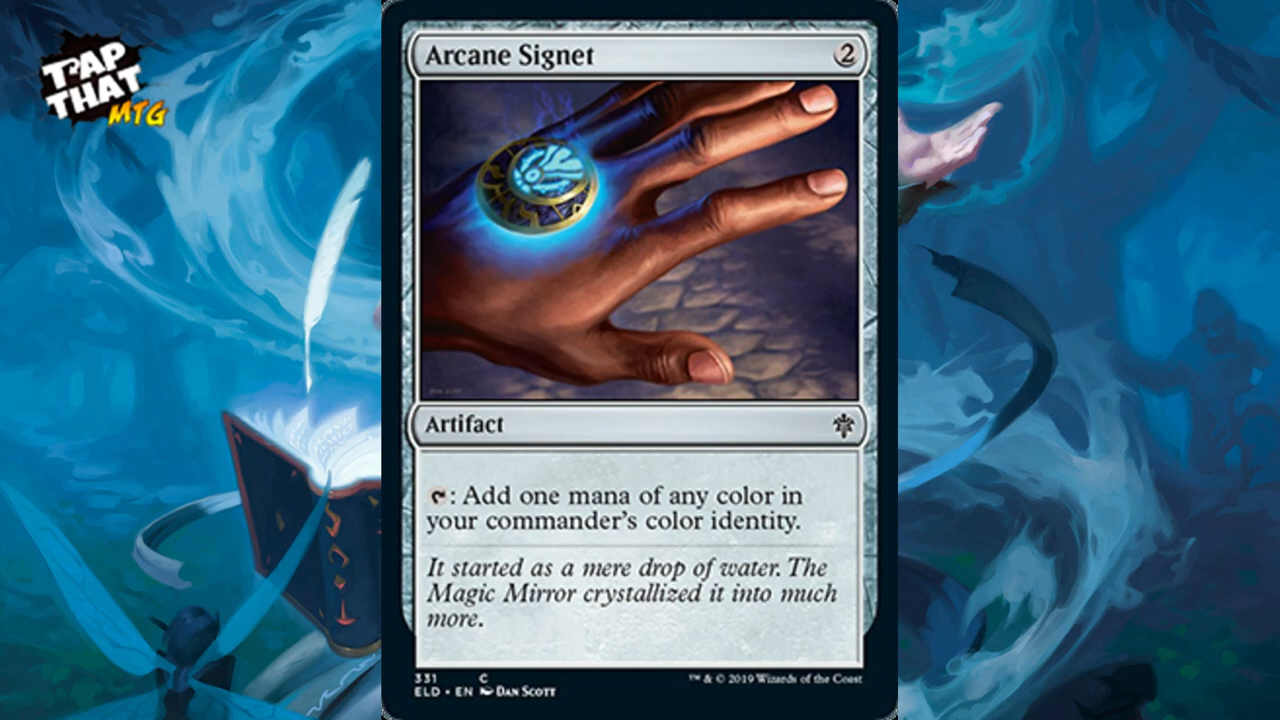 TAP
THAT
MTG
Arcane Signet 2
Artifact
: Add one mana of any color in
your commander's color identity.
It started as a mere drop of water. The
Magic Mirror crystallized it into much
more.
331 C
ELD • EN Dan Scott
™ & © 2019 Wizards of the Coast